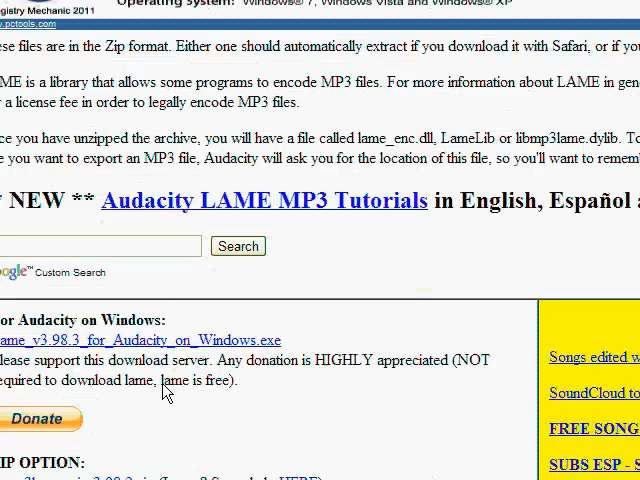 Operating System: Windows® 7, Windows Vista and Windows® XP
egistry Mechanic 2011
w.pctools.com
ese files are in the Zip format. Either one should automatically extract if you download it with Safari, or if yo
AME is a library that allows some programs to encode MP3 files. For more information about LAME in gen
r a license fee in order to legally encode MP3 files.
ce you have unzipped the archive, you will have a file called lame_enc.dll, LameLib or libmp3lame.dylib. To
e you want to export an MP3 file, Audacity will ask you for the location of this file, so you'll want to remem
* NEW ** Audacity LAME MP3 Tutorials in English, Español a
Search
oogle™ Custom Search
or Audacity on Windows:
ame_v3.98.3_for_Audacity_on_Windows.exe
lease support this download server. Any donation is HIGHLY appreciated (NOT
equired to download lame, lame is free).
Donate
IP OPTION:
Songs edited w
SoundCloud to
FREE SONG
SUBS ESP - S